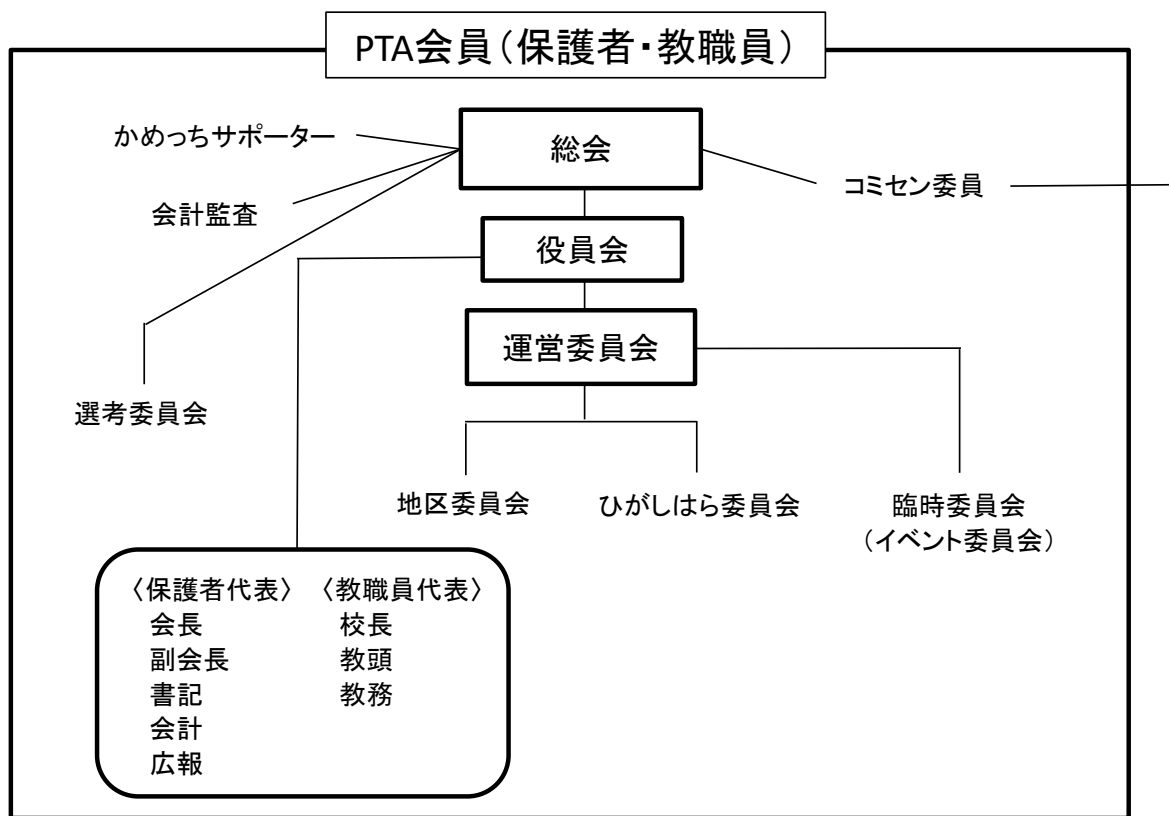 PTA会員(保護者・教職員)
かめっちサポーター
総会
コミセン委員
会計監査
役員会
運営委員会
選考委員会
地区委員会
ひがしはら委員会
臨時委員会
(イベント委員会)
〈保護者代表〉 〈教職員代表〉
会長 校長
副会長 教頭
書記 教務
会計
広報